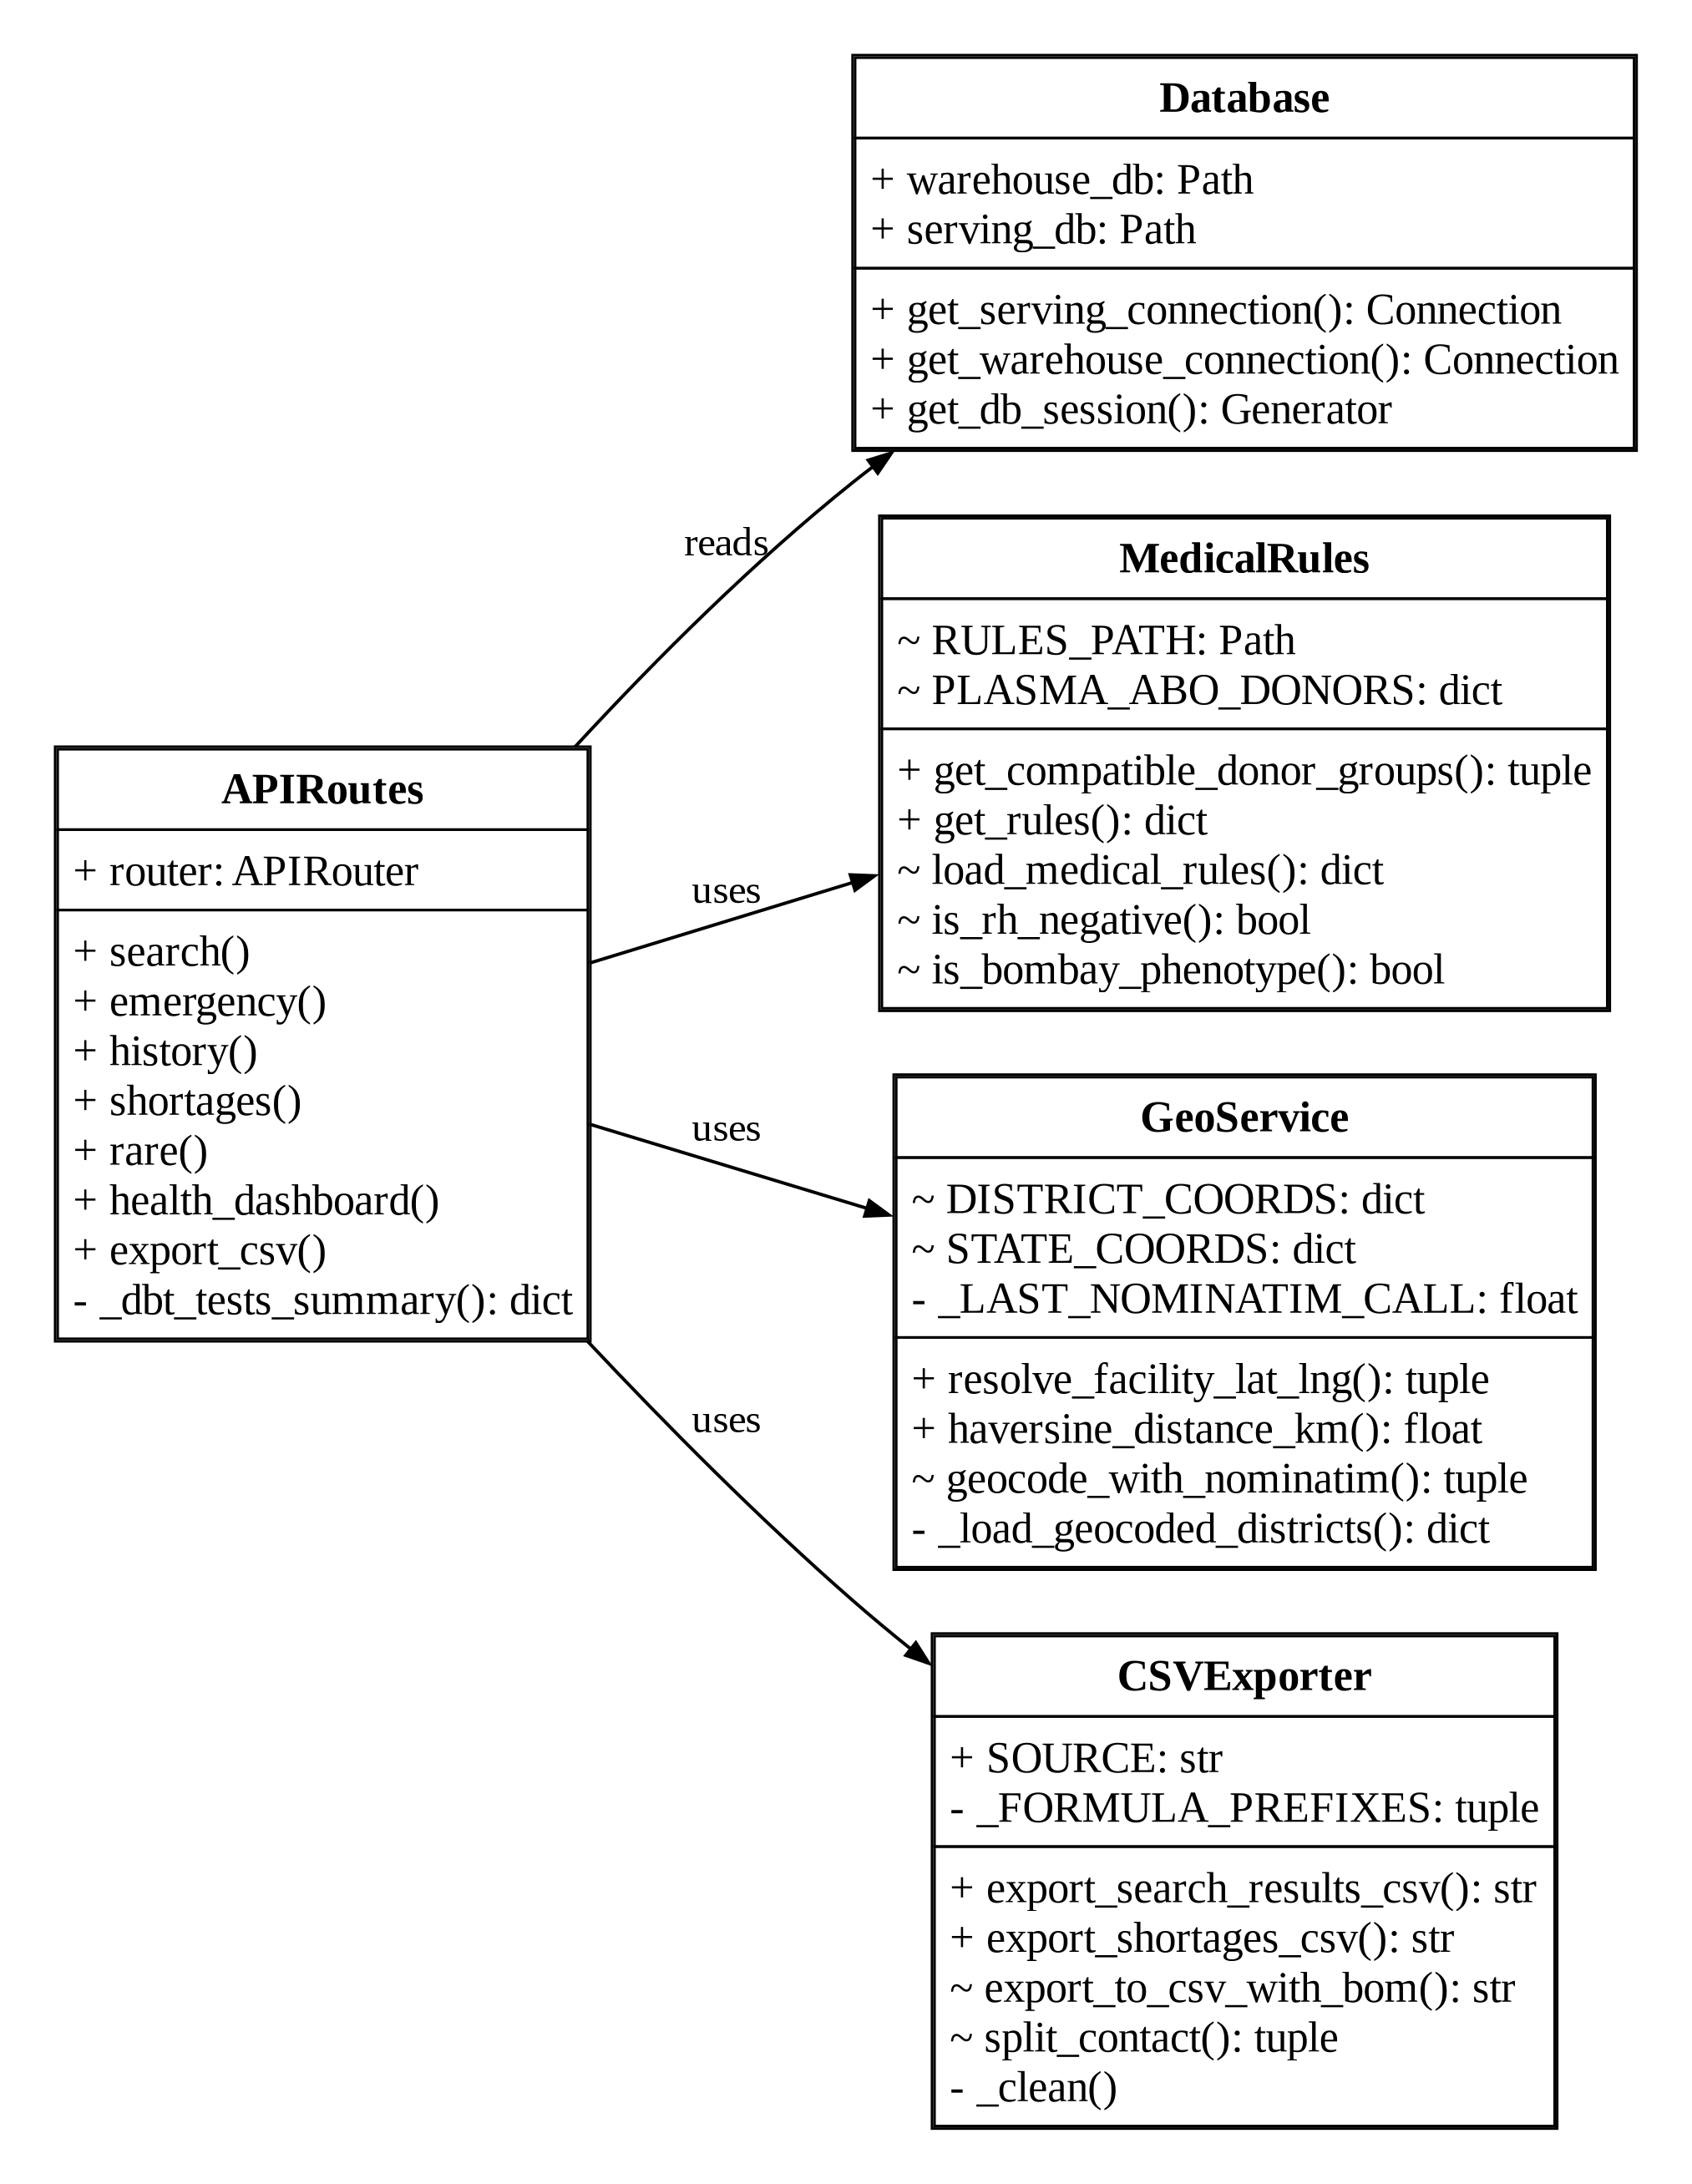 Database
+ warehouse_db: Path
+ serving_db: Path
+ get_serving_connection(): Connection
+ get_warehouse_connection(): Connection
+ get_db_session(): Generator
reads
MedicalRules
~ RULES_PATH: Path
~ PLASMA_ABO_DONORS: dict
+ get_compatible_donor_groups(): tuple
+ get_rules(): dict
~ load_medical_rules(): dict
~ is_rh_negative(): bool
~ is_bombay_phenotype(): bool
APIRoutes
+ router: APIRouter
+ search()
+ emergency()
+ history()
+ shortages()
+ rare()
+ health_dashboard()
+ export_csv()
- _dbt_tests_summary(): dict
uses
uses
GeoService
~ DISTRICT_COORDS: dict
~ STATE_COORDS: dict
- _LAST_NOMINATIM_CALL: float
+ resolve_facility_lat_lng(): tuple
+ haversine_distance_km(): float
~ geocode_with_nominatim(): tuple
- _load_geocoded_districts(): dict
uses
CSVExporter
+ SOURCE: str
- _FORMULA_PREFIXES: tuple
+ export_search_results_csv(): str
+ export_shortages_csv(): str
~ export_to_csv_with_bom(): str
~ split_contact(): tuple
- _clean()